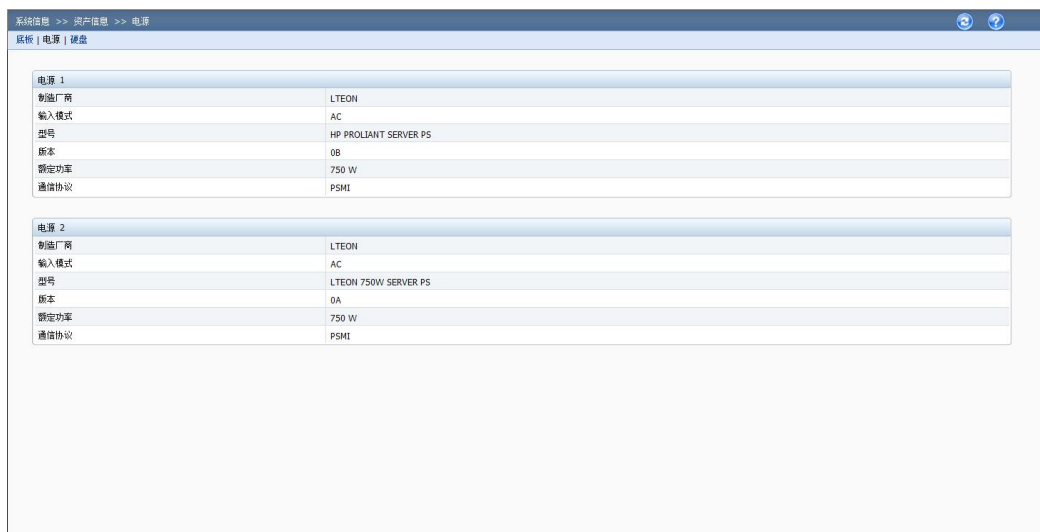 系统信息 >> 资产信息 >> 电源
底板 | 电源 | 硬盘
电源 1
制造厂商 LTEON
输入模式 AC
型号 HP PROLIANT SERVER PS
版本 0B
额定功率 750 W
通信协议 PSMI
电源 2
制造厂商 LTEON
输入模式 AC
型号 LTEON 750W SERVER PS
版本 0A
额定功率 750 W
通信协议 PSMI